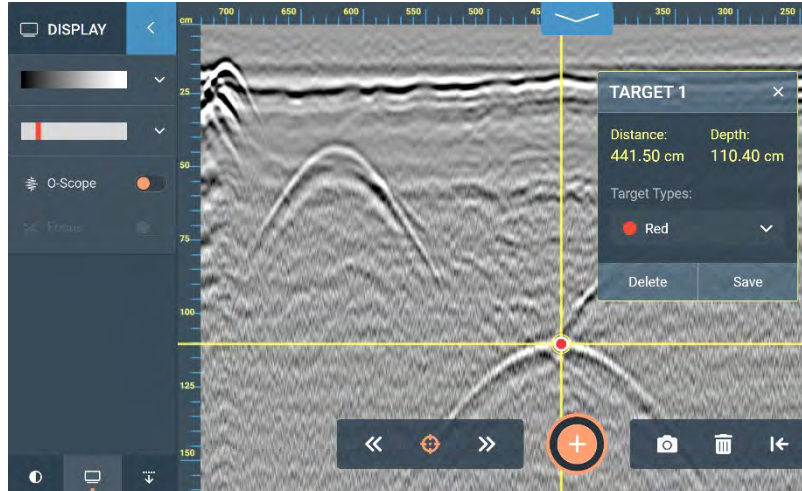 DISPLAY
O-Scope
Focus
cm 700 650 600 550 500 45 350 300 250
25
50
75
100
125
150
TARGET 1
Distance: Depth:
441.50 cm 110.40 cm
Target Types:
Red
Delete Save